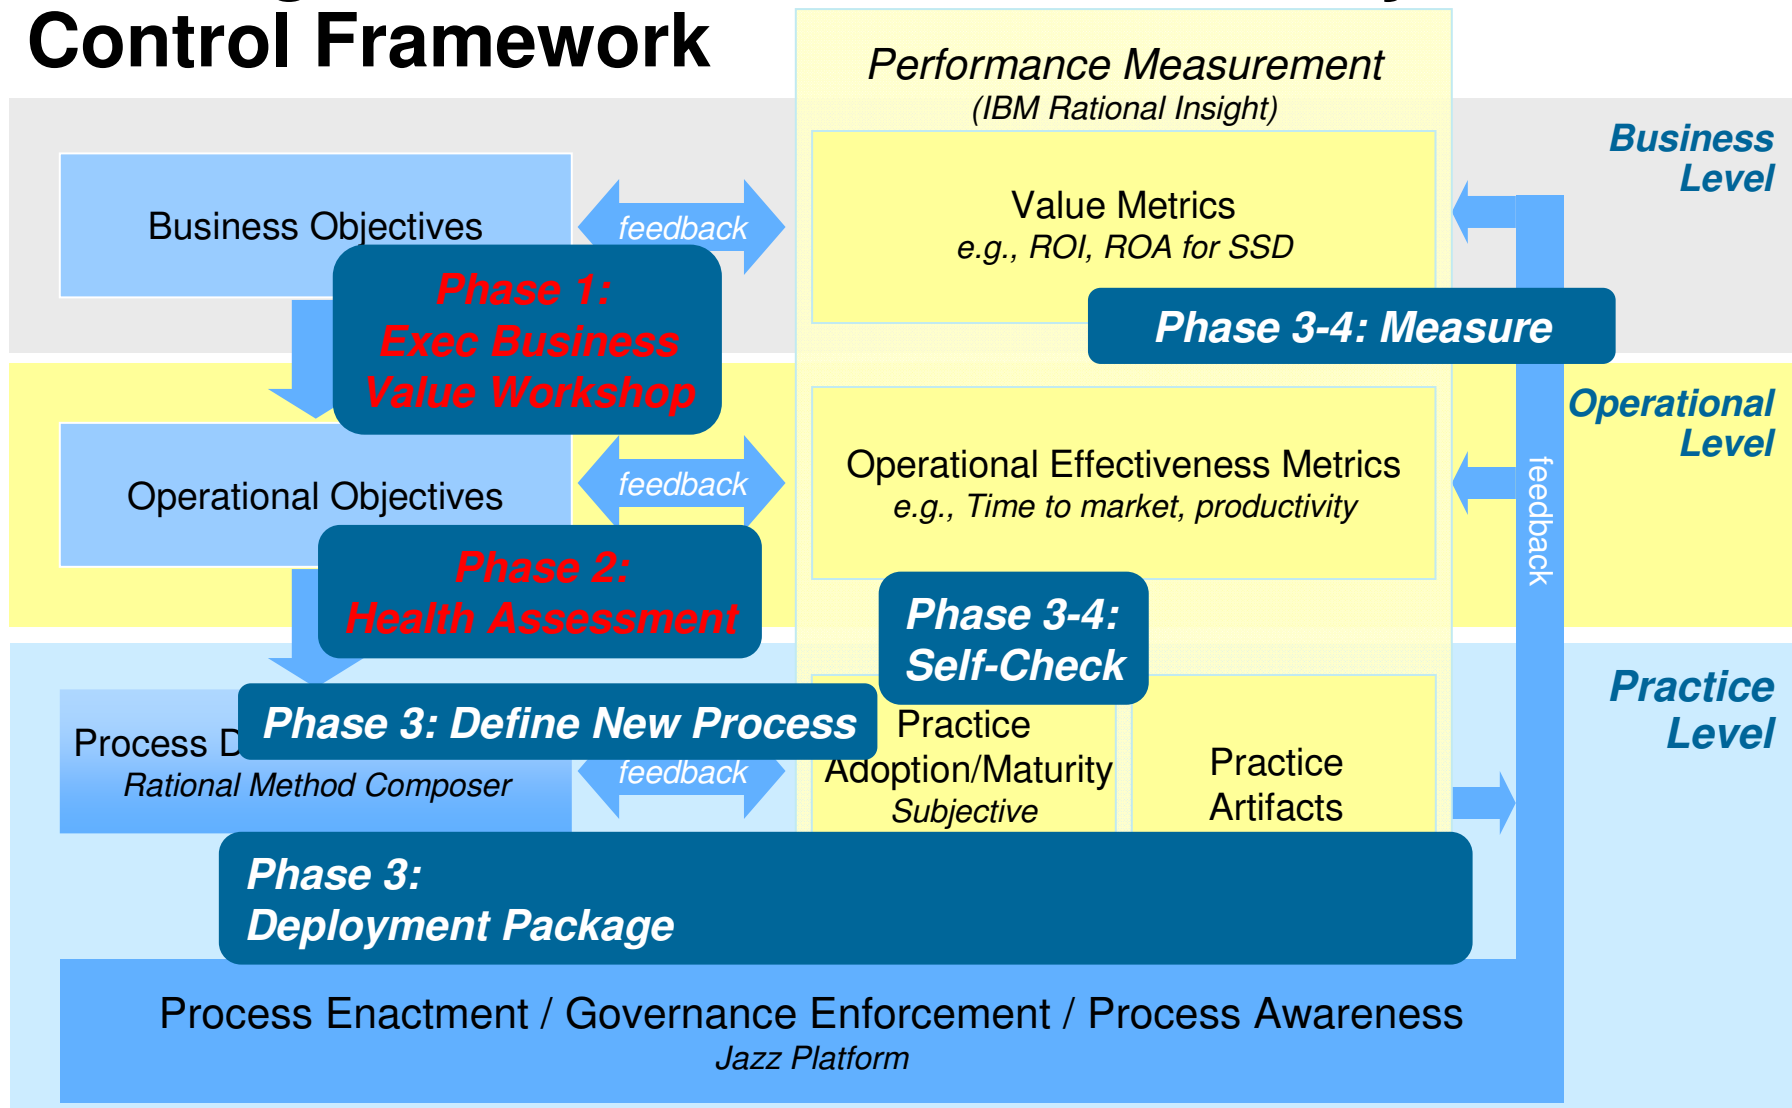 Control Framework
Performance Measurement
(IBM Rational Insight)
Business
Level
Business Objectives
feedback
Value Metrics
e.g., ROI, ROA for SSD
Phase 1:
Exec Business
Value Workshop
Phase 3-4: Measure
Operational
Level
Operational Objectives
feedback
Operational Effectiveness Metrics
e.g., Time to market, productivity
feedback
Phase 2:
Health Assessment
Phase 3-4:
Self-Check
Practice
Level
Phase 3: Define New Process
Process
Rational Method Composer
feedback
Practice
Adoption/Maturity
Subjective
Practice
Artifacts
Phase 3:
Deployment Package
Process Enactment / Governance Enforcement / Process Awareness
Jazz Platform